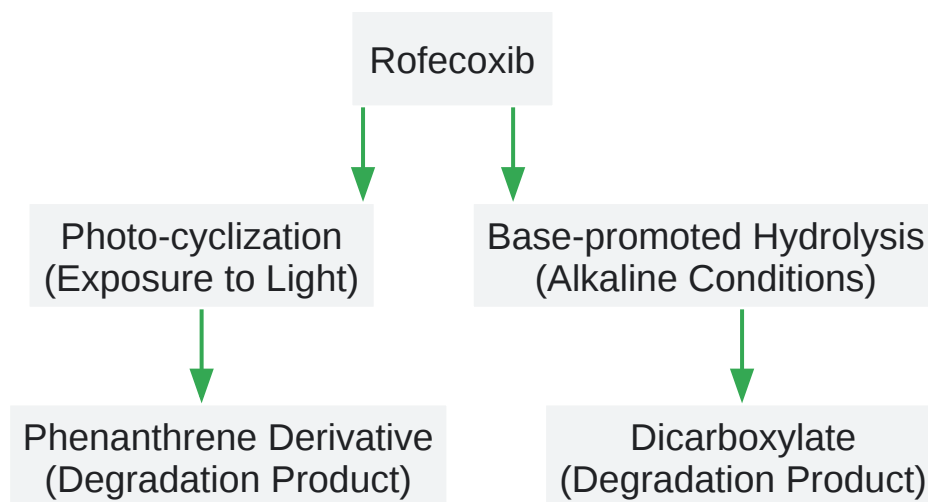 Rofecoxib
Photo-cyclization
(Exposure to Light)
Base-promoted Hydrolysis
(Alkaline Conditions)
Phenanthrene Derivative
(Degradation Product)
Dicarboxylate
(Degradation Product)